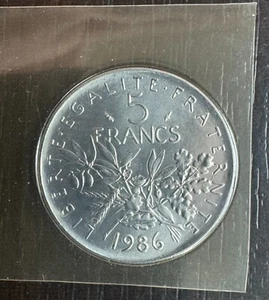 LIBERTE · EGALITE · FRATERNITE
5
FRANCS
1986